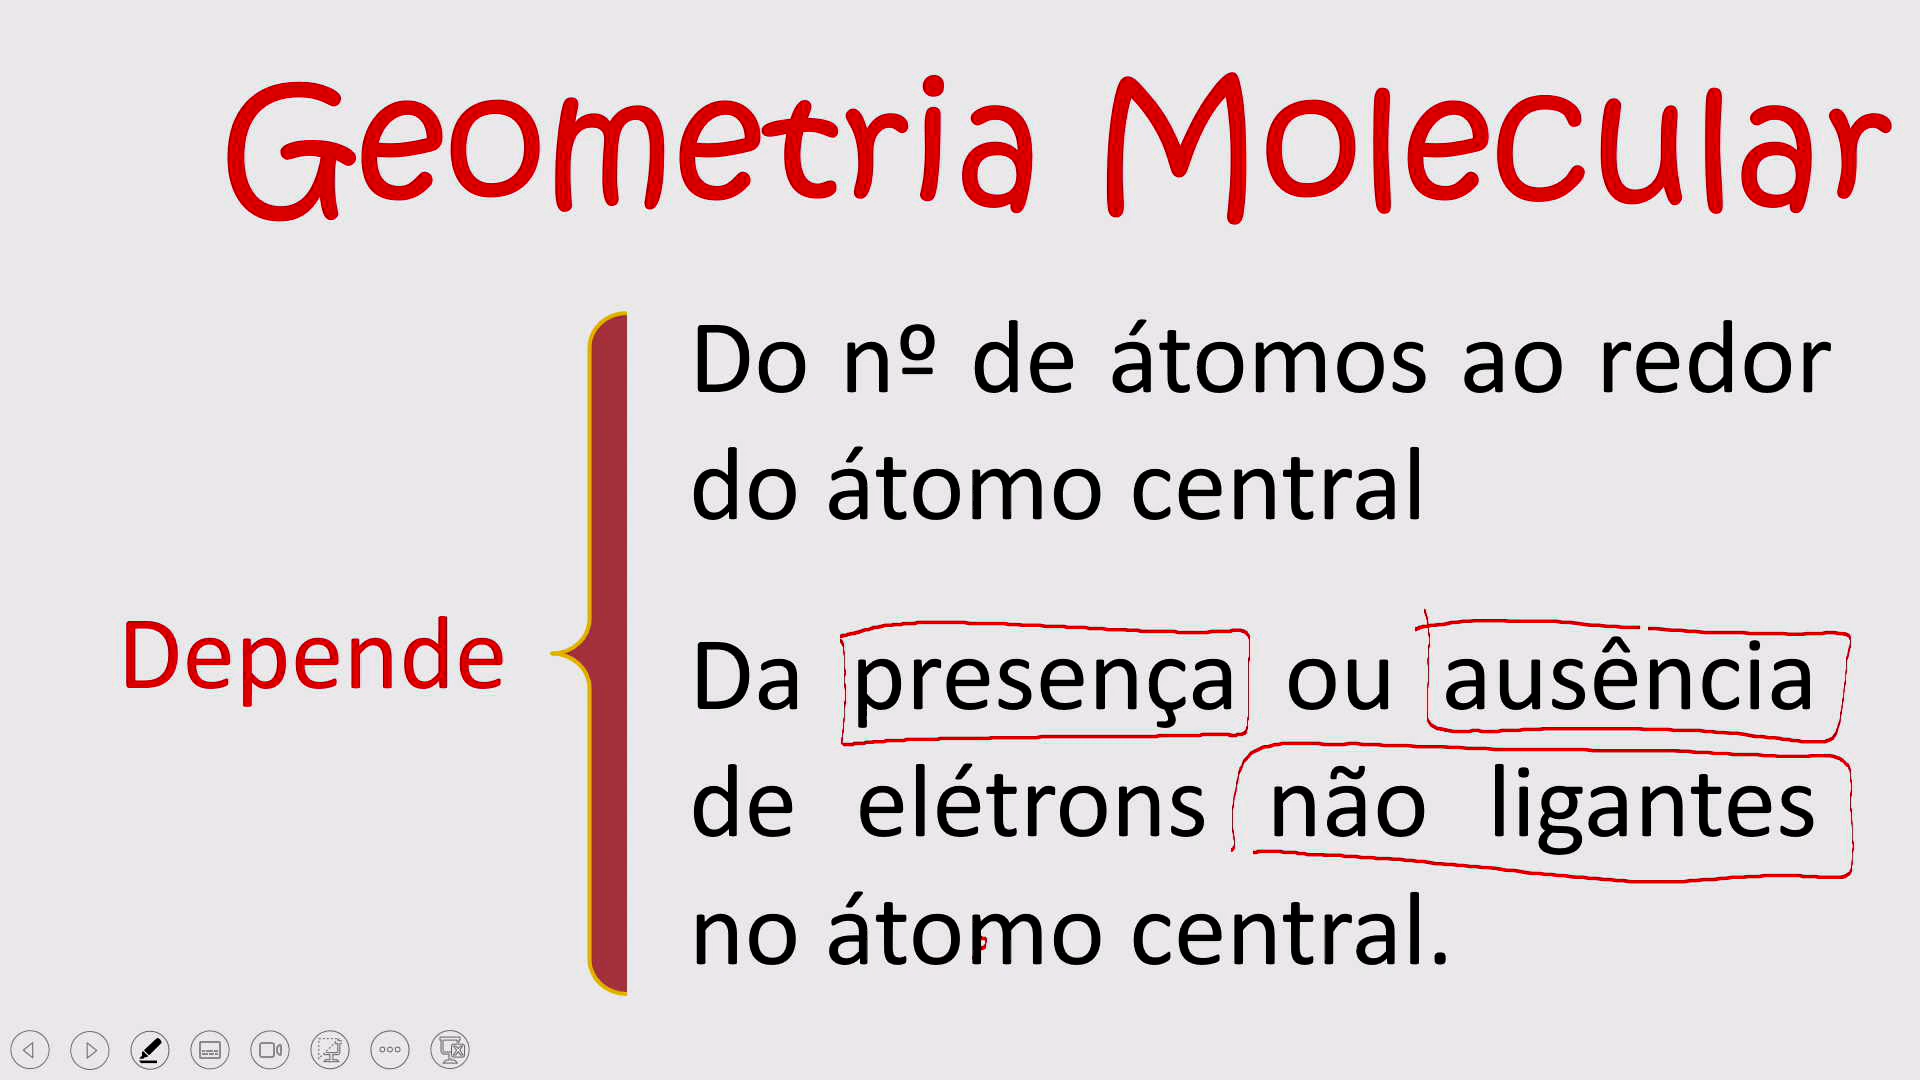 Geometria Molecular
Do nº de átomos ao redor
do átomo central
Depende
Da presença ou ausência
de elétrons não ligantes
no átomo central.